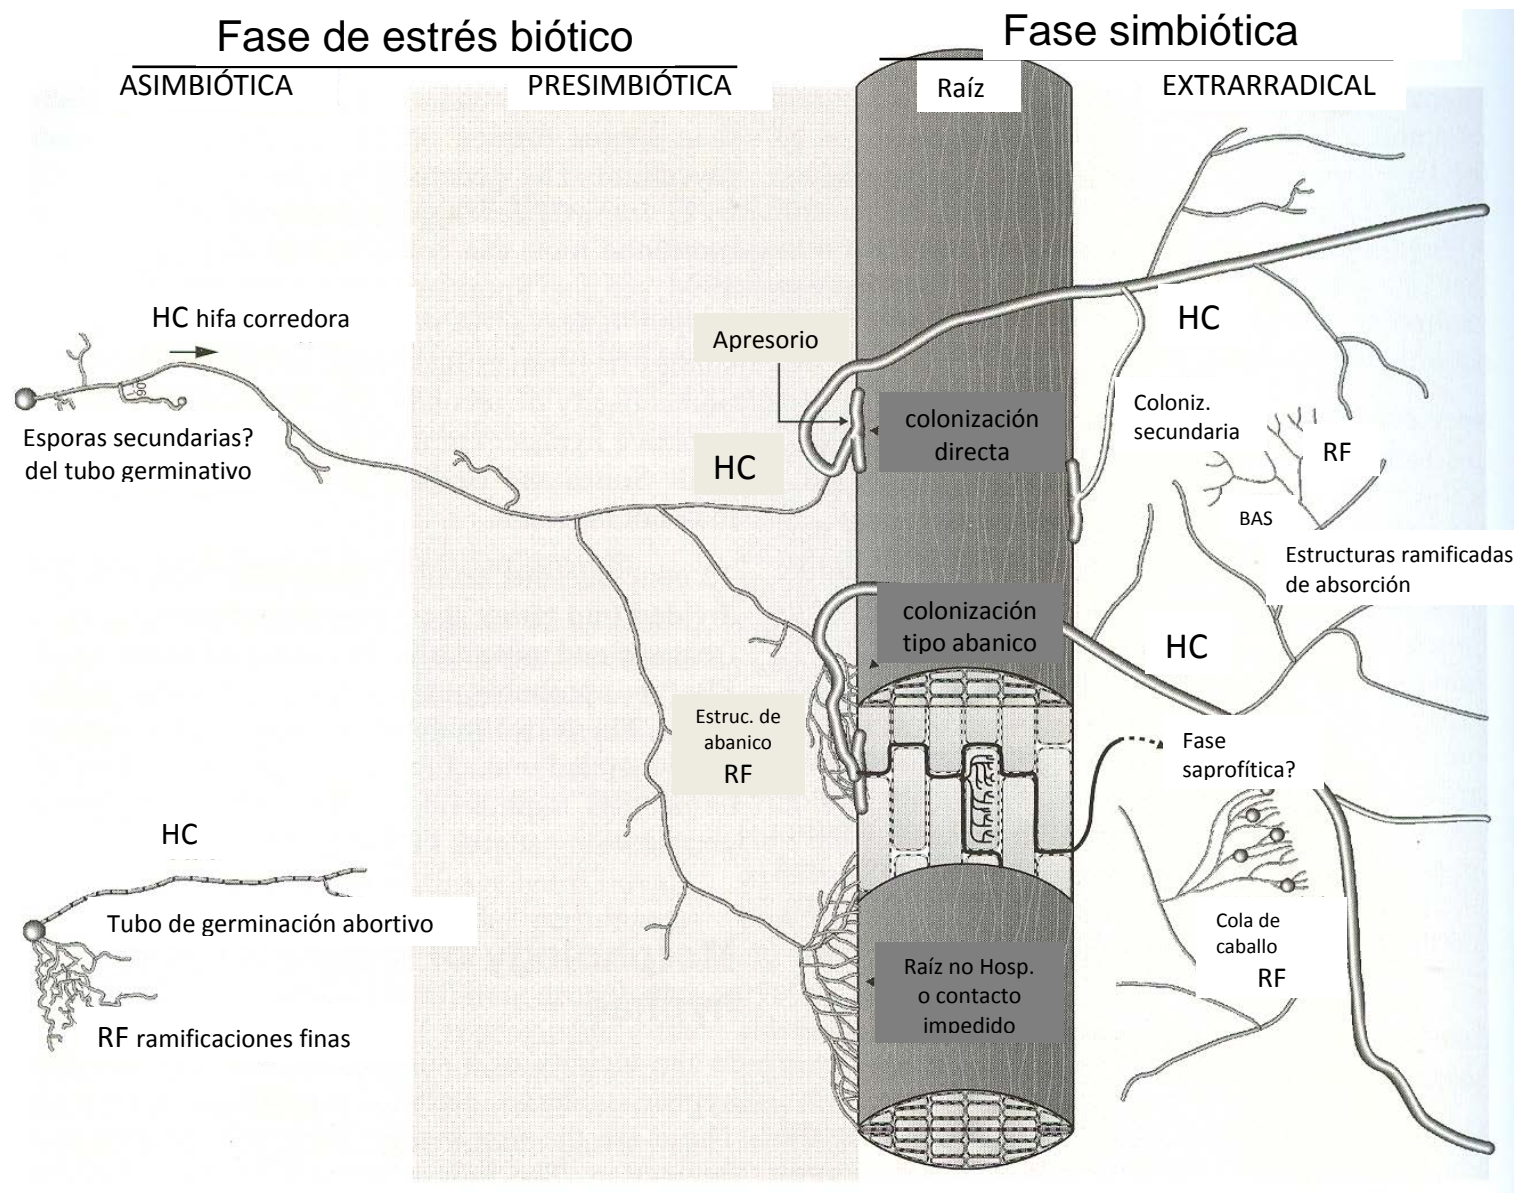 Fase de estrés biótico
Fase simbiótica
ASIMBIÓTICA
PRESIMBIÓTICA
Raíz
EXTRARRADICAL
HC hifa corredora
Esporas secundarias?
del tubo germinativo
Apresorio
HC
colonización
directa
HC
Coloniz.
secundaria
RF
BAS
Estructuras ramificadas
de absorción
colonización
tipo abanico
HC
Estruc. de
abanico
RF
Fase
saprofítica?
HC
Tubo de germinación abortivo
RF ramificaciones finas
Raíz no Hosp.
o contacto
impedido
Cola de
caballo
RF